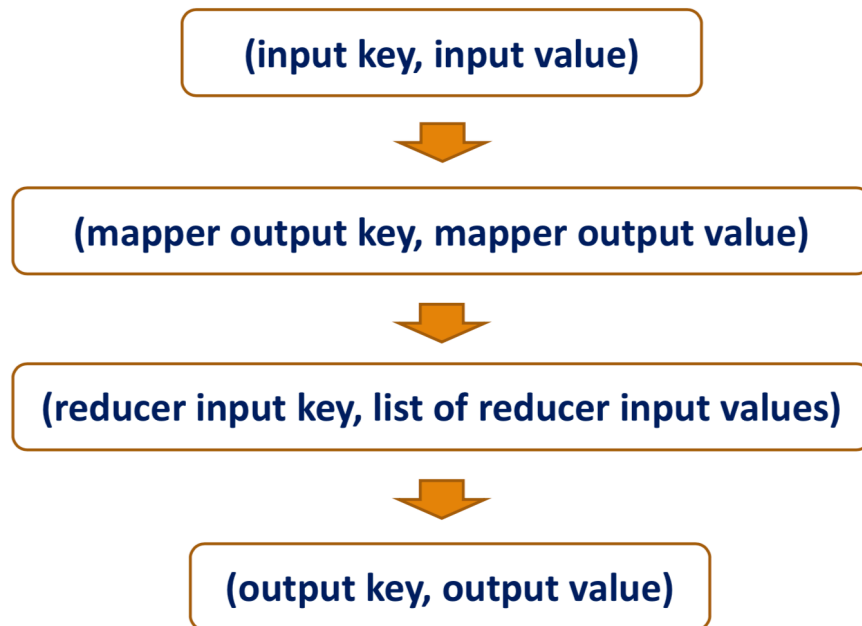 (input key, input value)
(mapper output key, mapper output value)
(reducer input key, list of reducer input values)
(output key, output value)